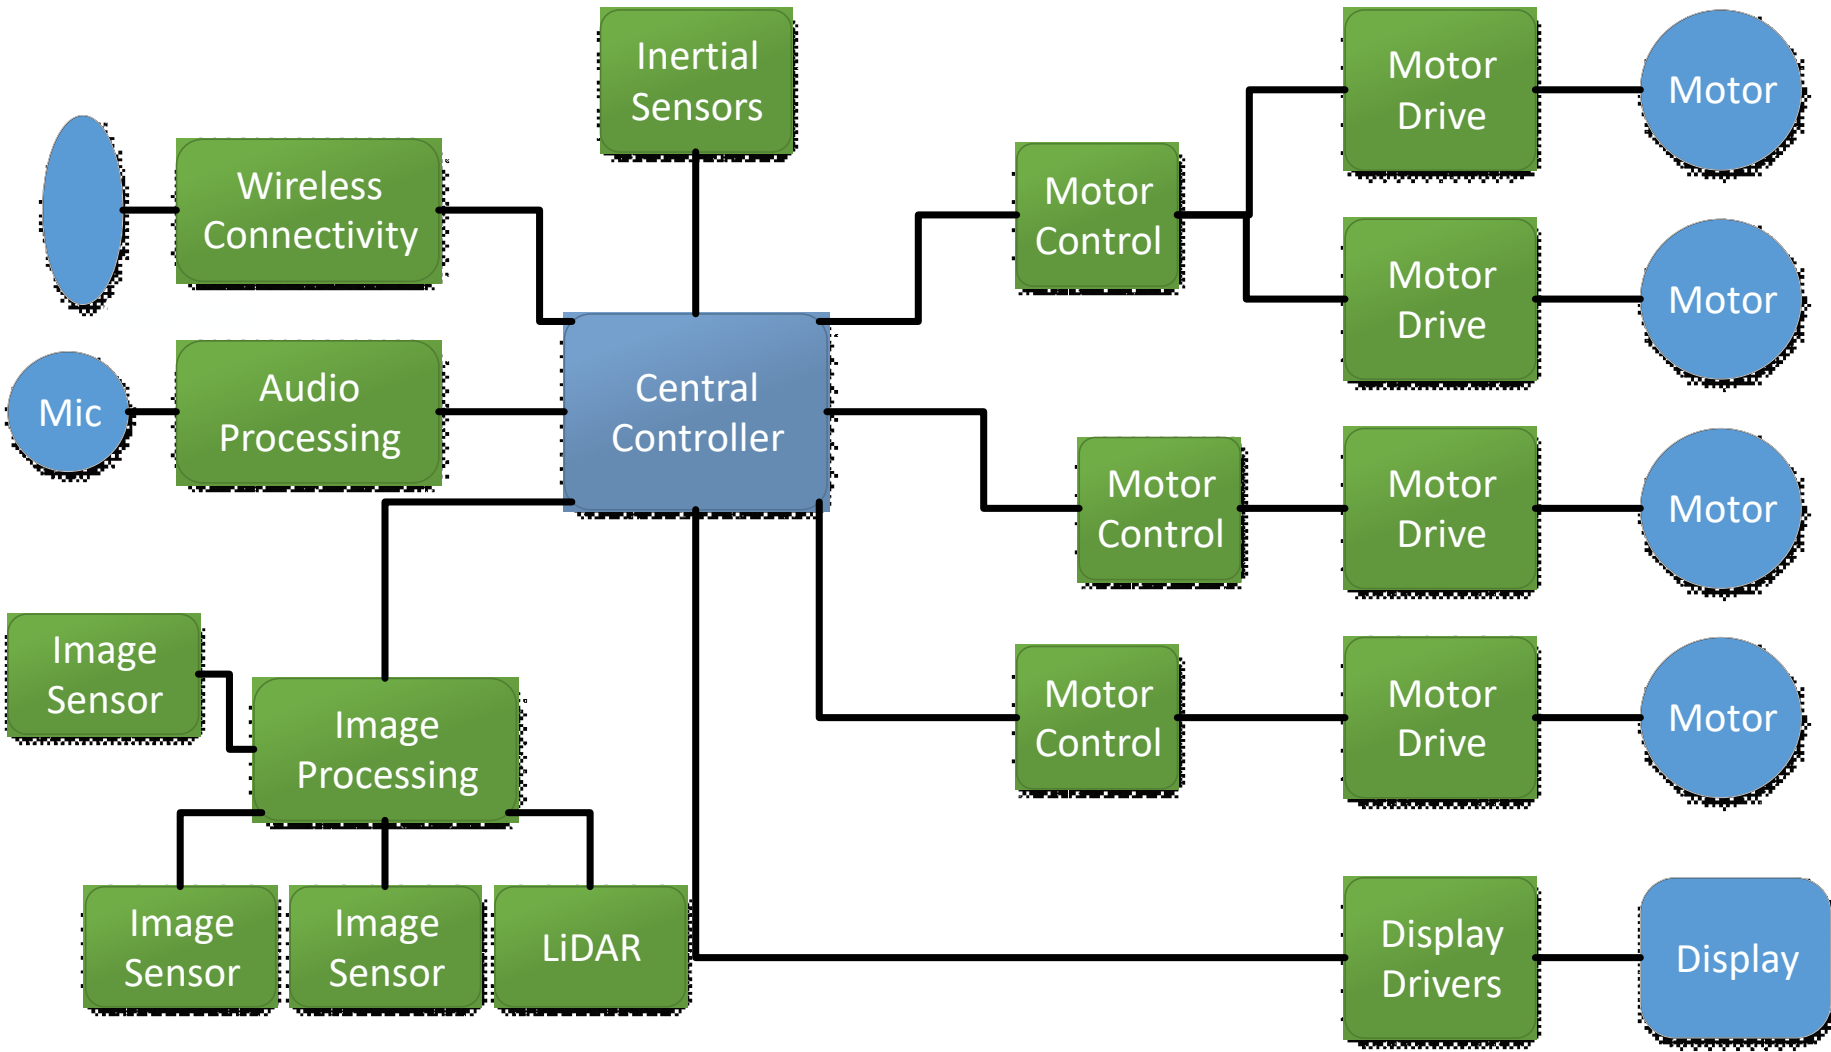 Inertial
Sensors
Motor
Drive
Motor
Wireless
Connectivity
Motor
Control
Motor
Drive
Motor
Mic
Audio
Processing
Central
Controller
Motor
Control
Motor
Drive
Motor
Image
Sensor
Image
Processing
Motor
Control
Motor
Drive
Motor
Image
Sensor
Image
Sensor
LiDAR
Display
Drivers
Display